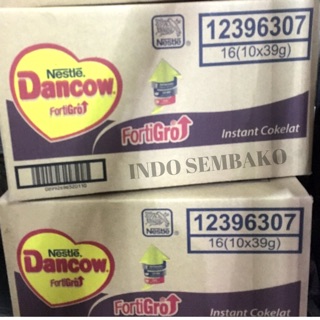 Nestlé.
Dancow
FortiGro
Nestlé
12396307
16(10x39g)
FortiGro
Instant Cokelat
INDO SEMBAKO
Nestlé.
Dancow
FortiGro
Nestlé
12396307
16(10x39g)
FortiGro
Instant Cokelat